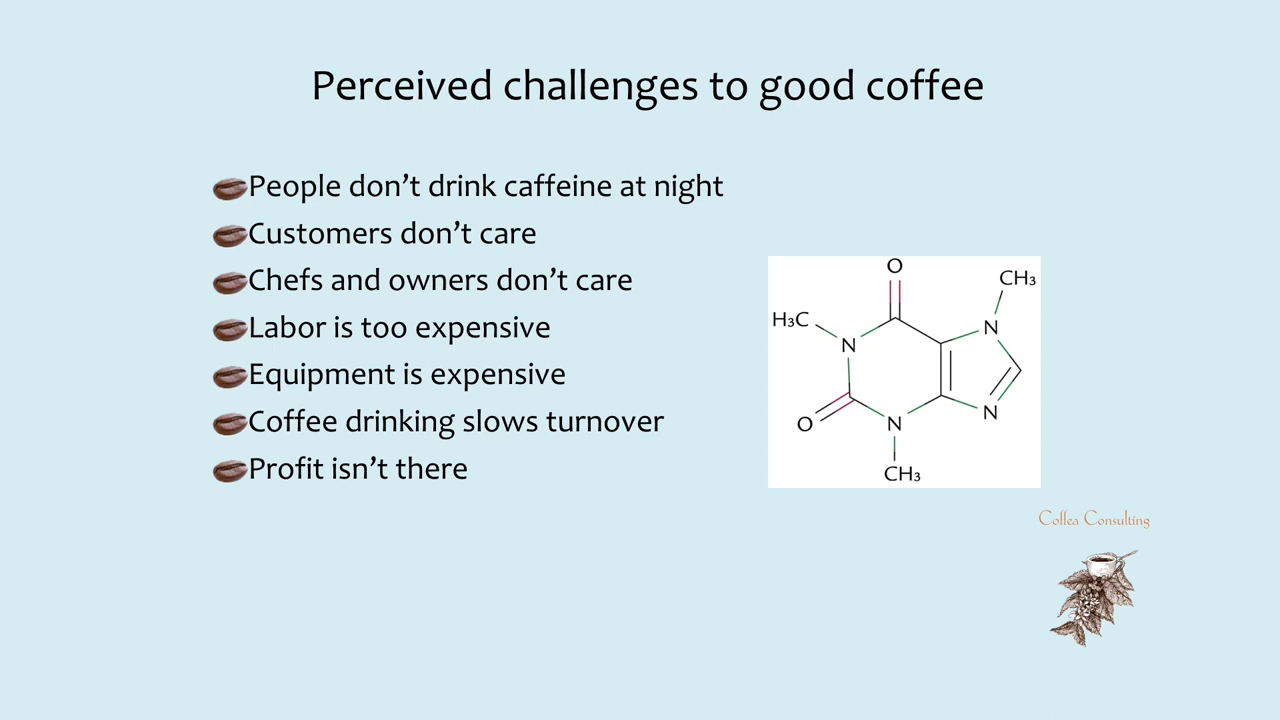 Perceived challenges to good coffee
People don't drink caffeine at night
Customers don't care
Chefs and owners don't care
Labor is too expensive
Equipment is expensive
Coffee drinking slows turnover
Profit isn't there
O
CH₃
H₃C
N
N
O
N
N
CH₃
Coffea Consulting